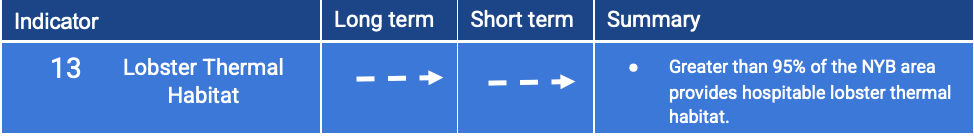 Indicator Long term Short term Summary
13 Lobster Thermal
Habitat
● Greater than 95% of the NYB area
provides hospitable lobster thermal
habitat.